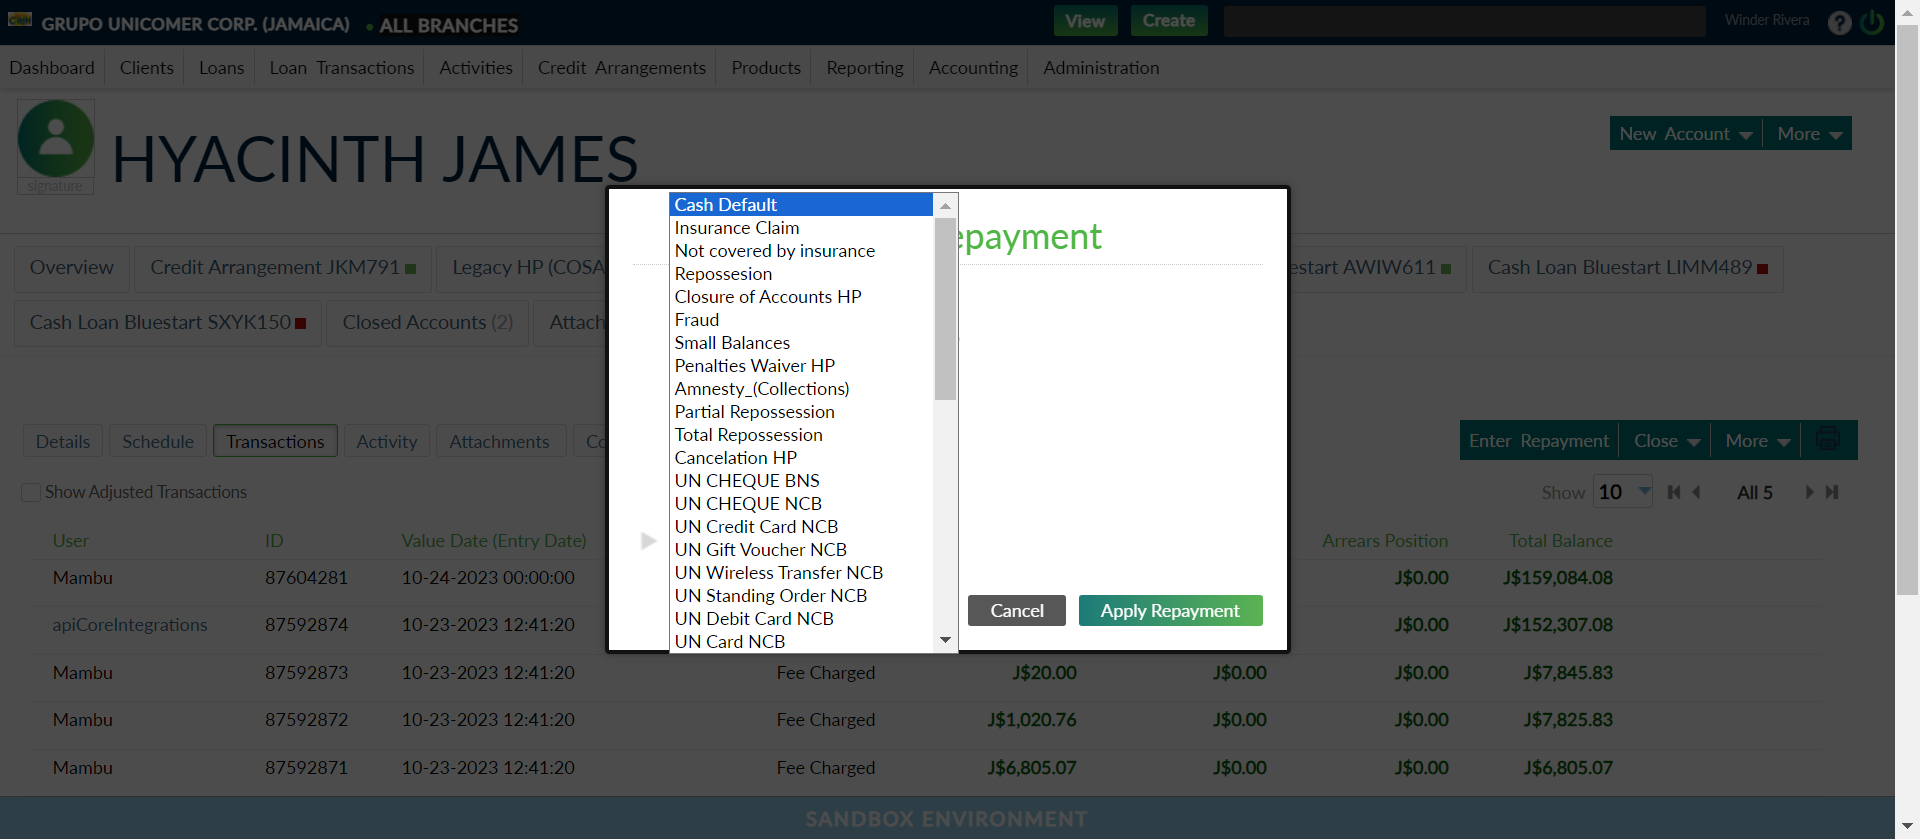 GRUPO UNICOMER CORP. (JAMAICA) • ALL BRANCHES View Create Winder Rivera ?
Dashboard Clients Loans Loan Transactions Activities Credit Arrangements Products Reporting Accounting Administration
signature
HYACINTH JAMES
New Account More
Cash Default
Insurance Claim
Not covered by insurance
Repossesion
Closure of Accounts HP
Fraud
Small Balances
Penalties Waiver HP
Amnesty_(Collections)
Partial Repossession
Total Repossession
Cancelation HP
UN CHEQUE BNS
UN CHEQUE NCB
UN Credit Card NCB
UN Gift Voucher NCB
UN Wireless Transfer NCB
UN Standing Order NCB
UN Debit Card NCB
UN Card NCB
epayment
Cancel Apply Repayment
Overview Credit Arrangement JKM791 Legacy HP (COSA estart AWIW611 Cash Loan Bluestart LIMM489
Cash Loan Bluestart SXYK150 Closed Accounts (2) Attach
Details Schedule Transactions Activity Attachments Co
Enter Repayment Close More
Show Adjusted Transactions
Show 10 All 5
User ID Value Date (Entry Date) Arrears Position Total Balance
Mambu 87604281 10-24-2023 00:00:00 J$0.00 J$159,084.08
apiCoreIntegrations 87592874 10-23-2023 12:41:20 J$0.00 J$152,307.08
Mambu 87592873 10-23-2023 12:41:20 Fee Charged J$20.00 J$0.00 J$0.00 J$7,845.83
Mambu 87592872 10-23-2023 12:41:20 Fee Charged J$1,020.76 J$0.00 J$0.00 J$7,825.83
Mambu 87592871 10-23-2023 12:41:20 Fee Charged J$6,805.07 J$0.00 J$0.00 J$6,805.07
SANDBOX ENVIRONMENT